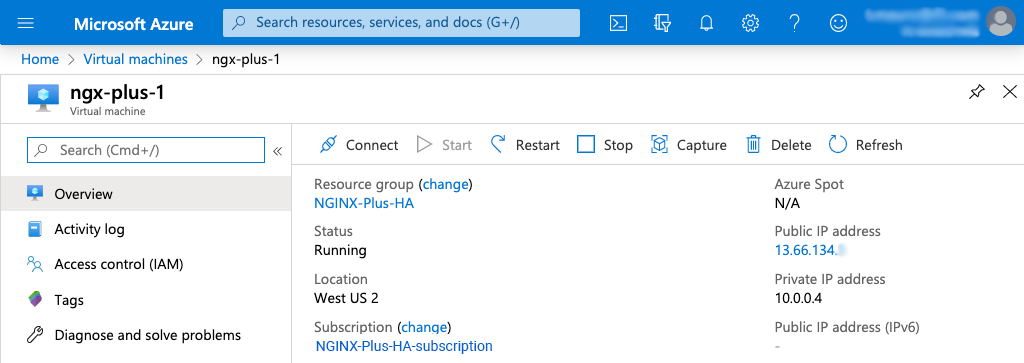 Microsoft Azure
Search resources, services, and docs (G+/)
Home > Virtual machines > ngx-plus-1
ngx-plus-1
Virtual machine
Search (Cmd+/)
«
Connect Start Restart Stop Capture Delete Refresh
Overview
Activity log
Access control (IAM)
Tags
Diagnose and solve problems
Resource group (change)
NGINX-Plus-HA
Status
Running
Location
West US 2
Subscription (change)
NGINX-Plus-HA-subscription
Azure Spot
N/A
Public IP address
13.66.134.
Private IP address
10.0.0.4
Public IP address (IPv6)
-